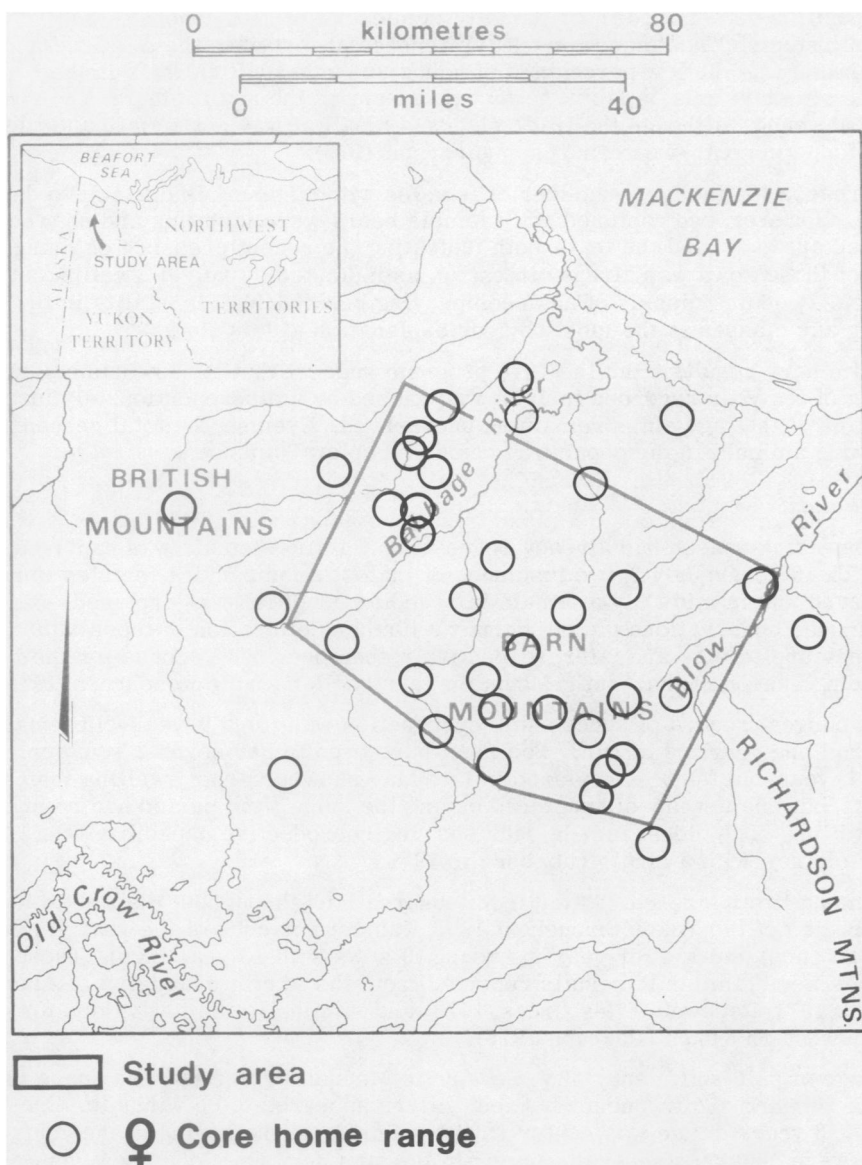 0 80
kilometres
miles
0 40
BEAFORT
SEA
NORTHWEST
STUDY AREA
TERRITORIES
YUKON
TERRITORY
MACKENZIE
BAY
BRITISH
MOUNTAINS
Babbage River
River
BARN
Blow
MOUNTAINS
RICHARDSON MTNS.
Old Crow River
Study area
♀ Core home range